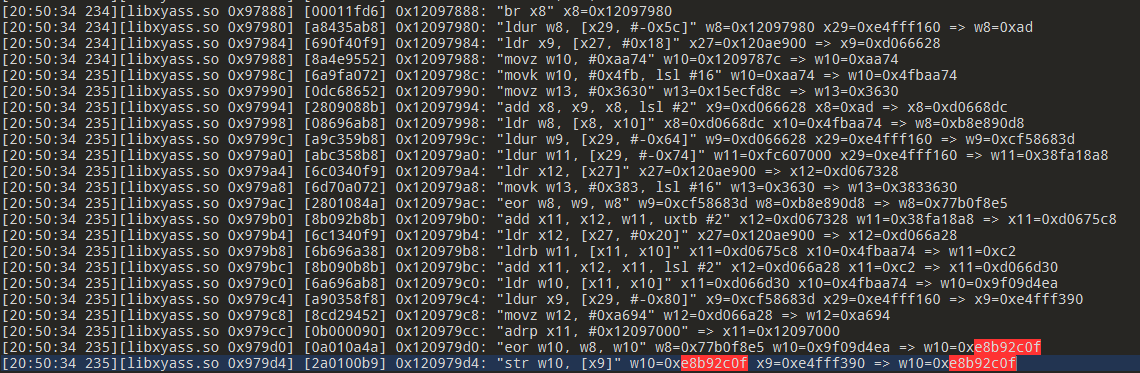 [20:50:34 234][libxyass.so 0x97888] [00011fd6] 0x12097888: "br x8" x8=0x12097980
[20:50:34 234][libxyass.so 0x97980] [a8435ab8] 0x12097980: "ldur w8, [x29, #-0x5c]" w8=0x12097980 x29=0xe4fff160 => w8=0xad
[20:50:34 234][libxyass.so 0x97984] [690f40f9] 0x12097984: "ldr x9, [x27, #0x18]" x27=0x120ae900 => x9=0xd066628
[20:50:34 234][libxyass.so 0x97988] [8a4e9552] 0x12097988: "movz w10, #0xaa74" w10=0x1209787c => w10=0xaa74
[20:50:34 235][libxyass.so 0x9798c] [6a9fa072] 0x1209798c: "movk w10, #0x4fb, lsl #16" w10=0xaa74 => w10=0x4fbaa74
[20:50:34 235][libxyass.so 0x97990] [0dc68652] 0x12097990: "movz w13, #0x3630" w13=0x15ecfd8c => w13=0x3630
[20:50:34 235][libxyass.so 0x97994] [2809088b] 0x12097994: "add x8, x9, x8, lsl #2" x9=0xd066628 x8=0xad => x8=0xd0668dc
[20:50:34 235][libxyass.so 0x97998] [08696ab8] 0x12097998: "ldr w8, [x8, x10]" x8=0xd0668dc x10=0x4fbaa74 => w8=0xb8e890d8
[20:50:34 235][libxyass.so 0x9799c] [a9c359b8] 0x1209799c: "ldur w9, [x29, #-0x64]" w9=0xd066628 x29=0xe4fff160 => w9=0xcf58683d
[20:50:34 235][libxyass.so 0x979a0] [abc358b8] 0x120979a0: "ldur w11, [x29, #-0x74]" w11=0xfc607000 x29=0xe4fff160 => w11=0x38fa18a8
[20:50:34 235][libxyass.so 0x979a4] [6c0340f9] 0x120979a4: "ldr x12, [x27]" x27=0x120ae900 => x12=0xd067328
[20:50:34 235][libxyass.so 0x979a8] [6d70a072] 0x120979a8: "movk w13, #0x383, lsl #16" w13=0x3630 => w13=0x3833630
[20:50:34 235][libxyass.so 0x979ac] [2801084a] 0x120979ac: "eor w8, w9, w8" w9=0xcf58683d w8=0xb8e890d8 => w8=0x77b0f8e5
[20:50:34 235][libxyass.so 0x979b0] [8b092b8b] 0x120979b0: "add x11, x12, w11, uxtb #2" x12=0xd067328 w11=0x38fa18a8 => x11=0xd0675c8
[20:50:34 235][libxyass.so 0x979b4] [6c1340f9] 0x120979b4: "ldr x12, [x27, #0x20]" x27=0x120ae900 => x12=0xd066a28
[20:50:34 235][libxyass.so 0x979b8] [6b696a38] 0x120979b8: "ldrb w11, [x11, x10]" x11=0xd0675c8 x10=0x4fbaa74 => w11=0xc2
[20:50:34 235][libxyass.so 0x979bc] [8b090b8b] 0x120979bc: "add x11, x12, x11, lsl #2" x12=0xd066a28 x11=0xc2 => x11=0xd066d30
[20:50:34 235][libxyass.so 0x979c0] [6a696ab8] 0x120979c0: "ldr w10, [x11, x10]" x11=0xd066d30 x10=0x4fbaa74 => w10=0x9f09d4ea
[20:50:34 235][libxyass.so 0x979c4] [a90358f8] 0x120979c4: "ldur x9, [x29, #-0x80]" x9=0xcf58683d x29=0xe4fff160 => x9=0xe4fff390
[20:50:34 235][libxyass.so 0x979c8] [8cd29452] 0x120979c8: "movz w12, #0xa694" w12=0xd066a28 => w12=0xa694
[20:50:34 235][libxyass.so 0x979cc] [0b000090] 0x120979cc: "adrp x11, #0x12097000" => x11=0x12097000
[20:50:34 235][libxyass.so 0x979d0] [0a010a4a] 0x120979d0: "eor w10, w8, w10" w8=0x77b0f8e5 w10=0x9f09d4ea => w10=0xe8b92c0f
[20:50:34 235][libxyass.so 0x979d4] [2a0100b9] 0x120979d4: "str w10, [x9]" w10=0xe8b92c0f x9=0xe4fff390 => w10=0xe8b92c0f